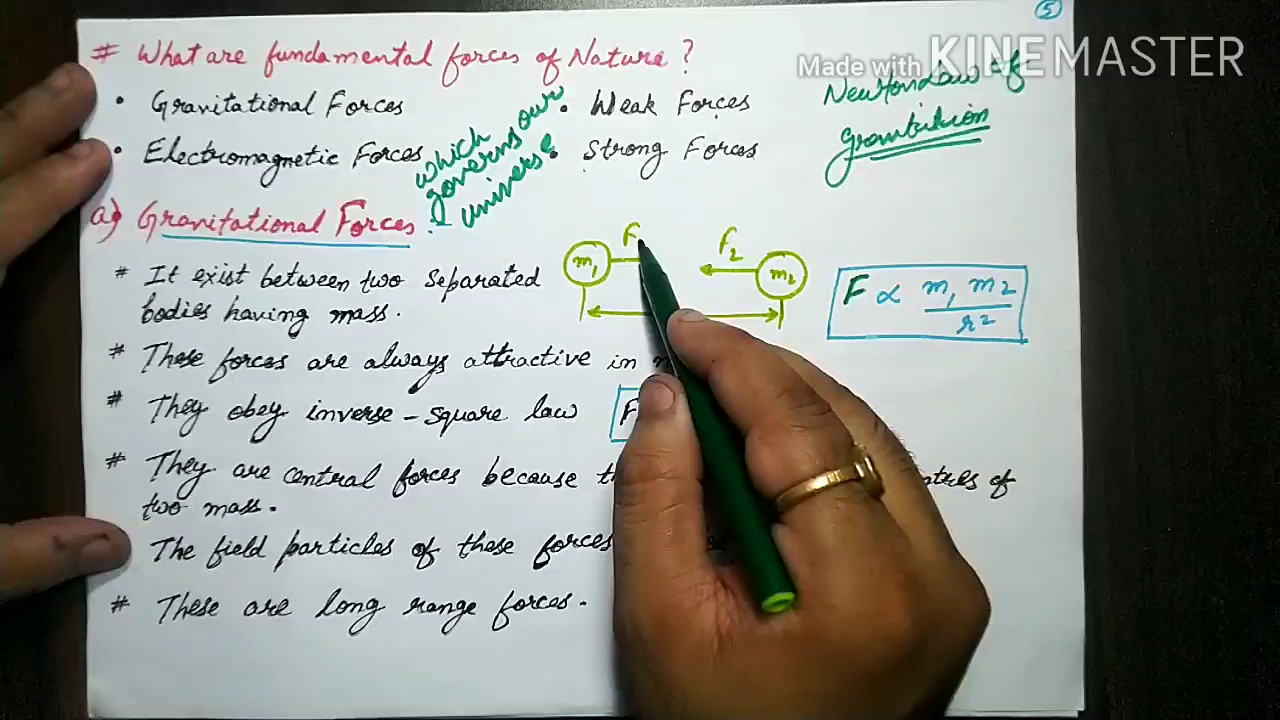 5
Made with KINEMASTER
# What are fundamental forces of Nature?
• Gravitational Forces
• Weak Forces
• Electromagnetic Forces
• Strong Forces
which
governs our
universe
Newton Law of
gravitation
a) Gravitational Forces :-
# It exist between two separated
bodies having mass.
m1 F
F2 m2
F ∝ m1 m2 / r2
# These forces are always attractive in
# They obey inverse - square law F
# They are central forces because of
two mass.
The field particles of these forces
# These are long range forces.